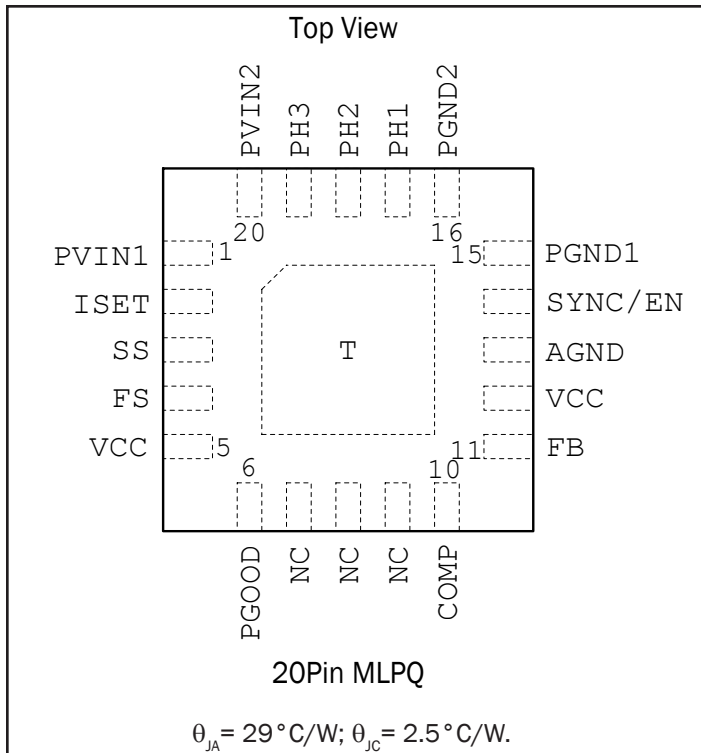 Top View
PVIN2 PH3 PH2 PH1 PGND2
20 16
PVIN1 1 15 PGND1
ISET SYNC/EN
SS T AGND
FS VCC
VCC 5 11 FB
6 10
PGOOD NC NC NC COMP
20Pin MLPQ
θJA= 29°C/W; θJC= 2.5°C/W.